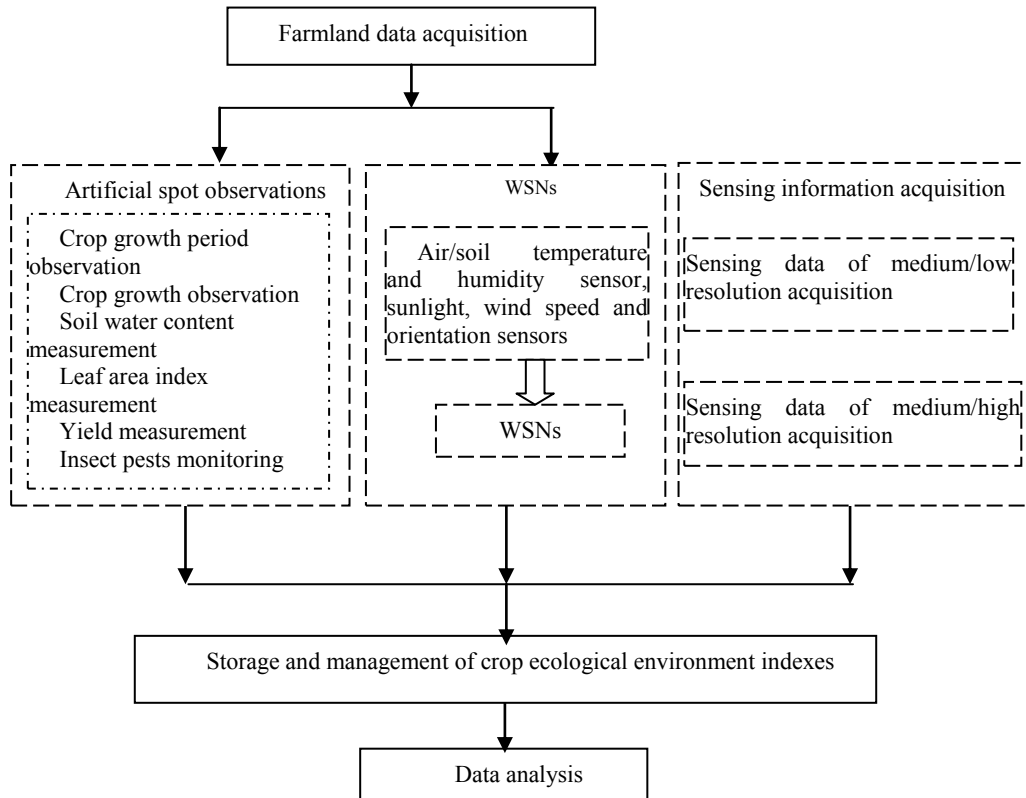 Farmland data acquisition
Artificial spot observations
Crop growth period
observation
Crop growth observation
Soil water content
measurement
Leaf area index
measurement
Yield measurement
Insect pests monitoring
WSNs
Air/soil temperature
and humidity sensor,
sunlight, wind speed and
orientation sensors
WSNs
Sensing information acquisition
Sensing data of medium/low
resolution acquisition
Sensing data of medium/high
resolution acquisition
Storage and management of crop ecological environment indexes
Data analysis